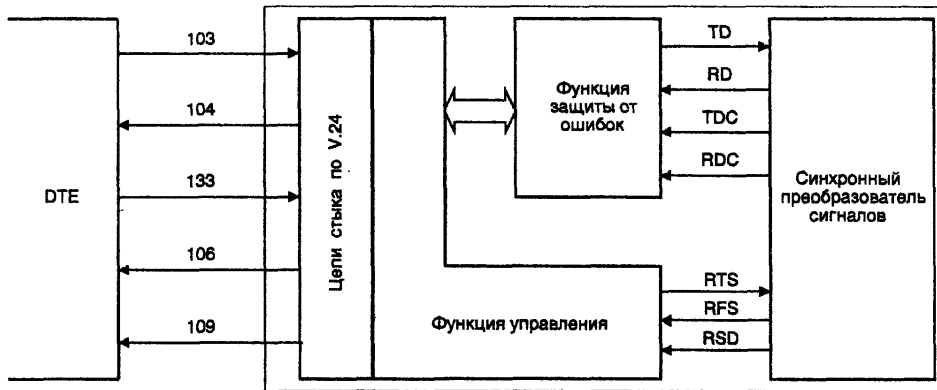 DTE
103
104
133
106
109
Цепи стыка по V.24
Функция управления
Функция
защиты от
ошибок
TD
RD
TDC
RDC
RTS
RFS
RSD
Синхронный
преобразователь
сигналов